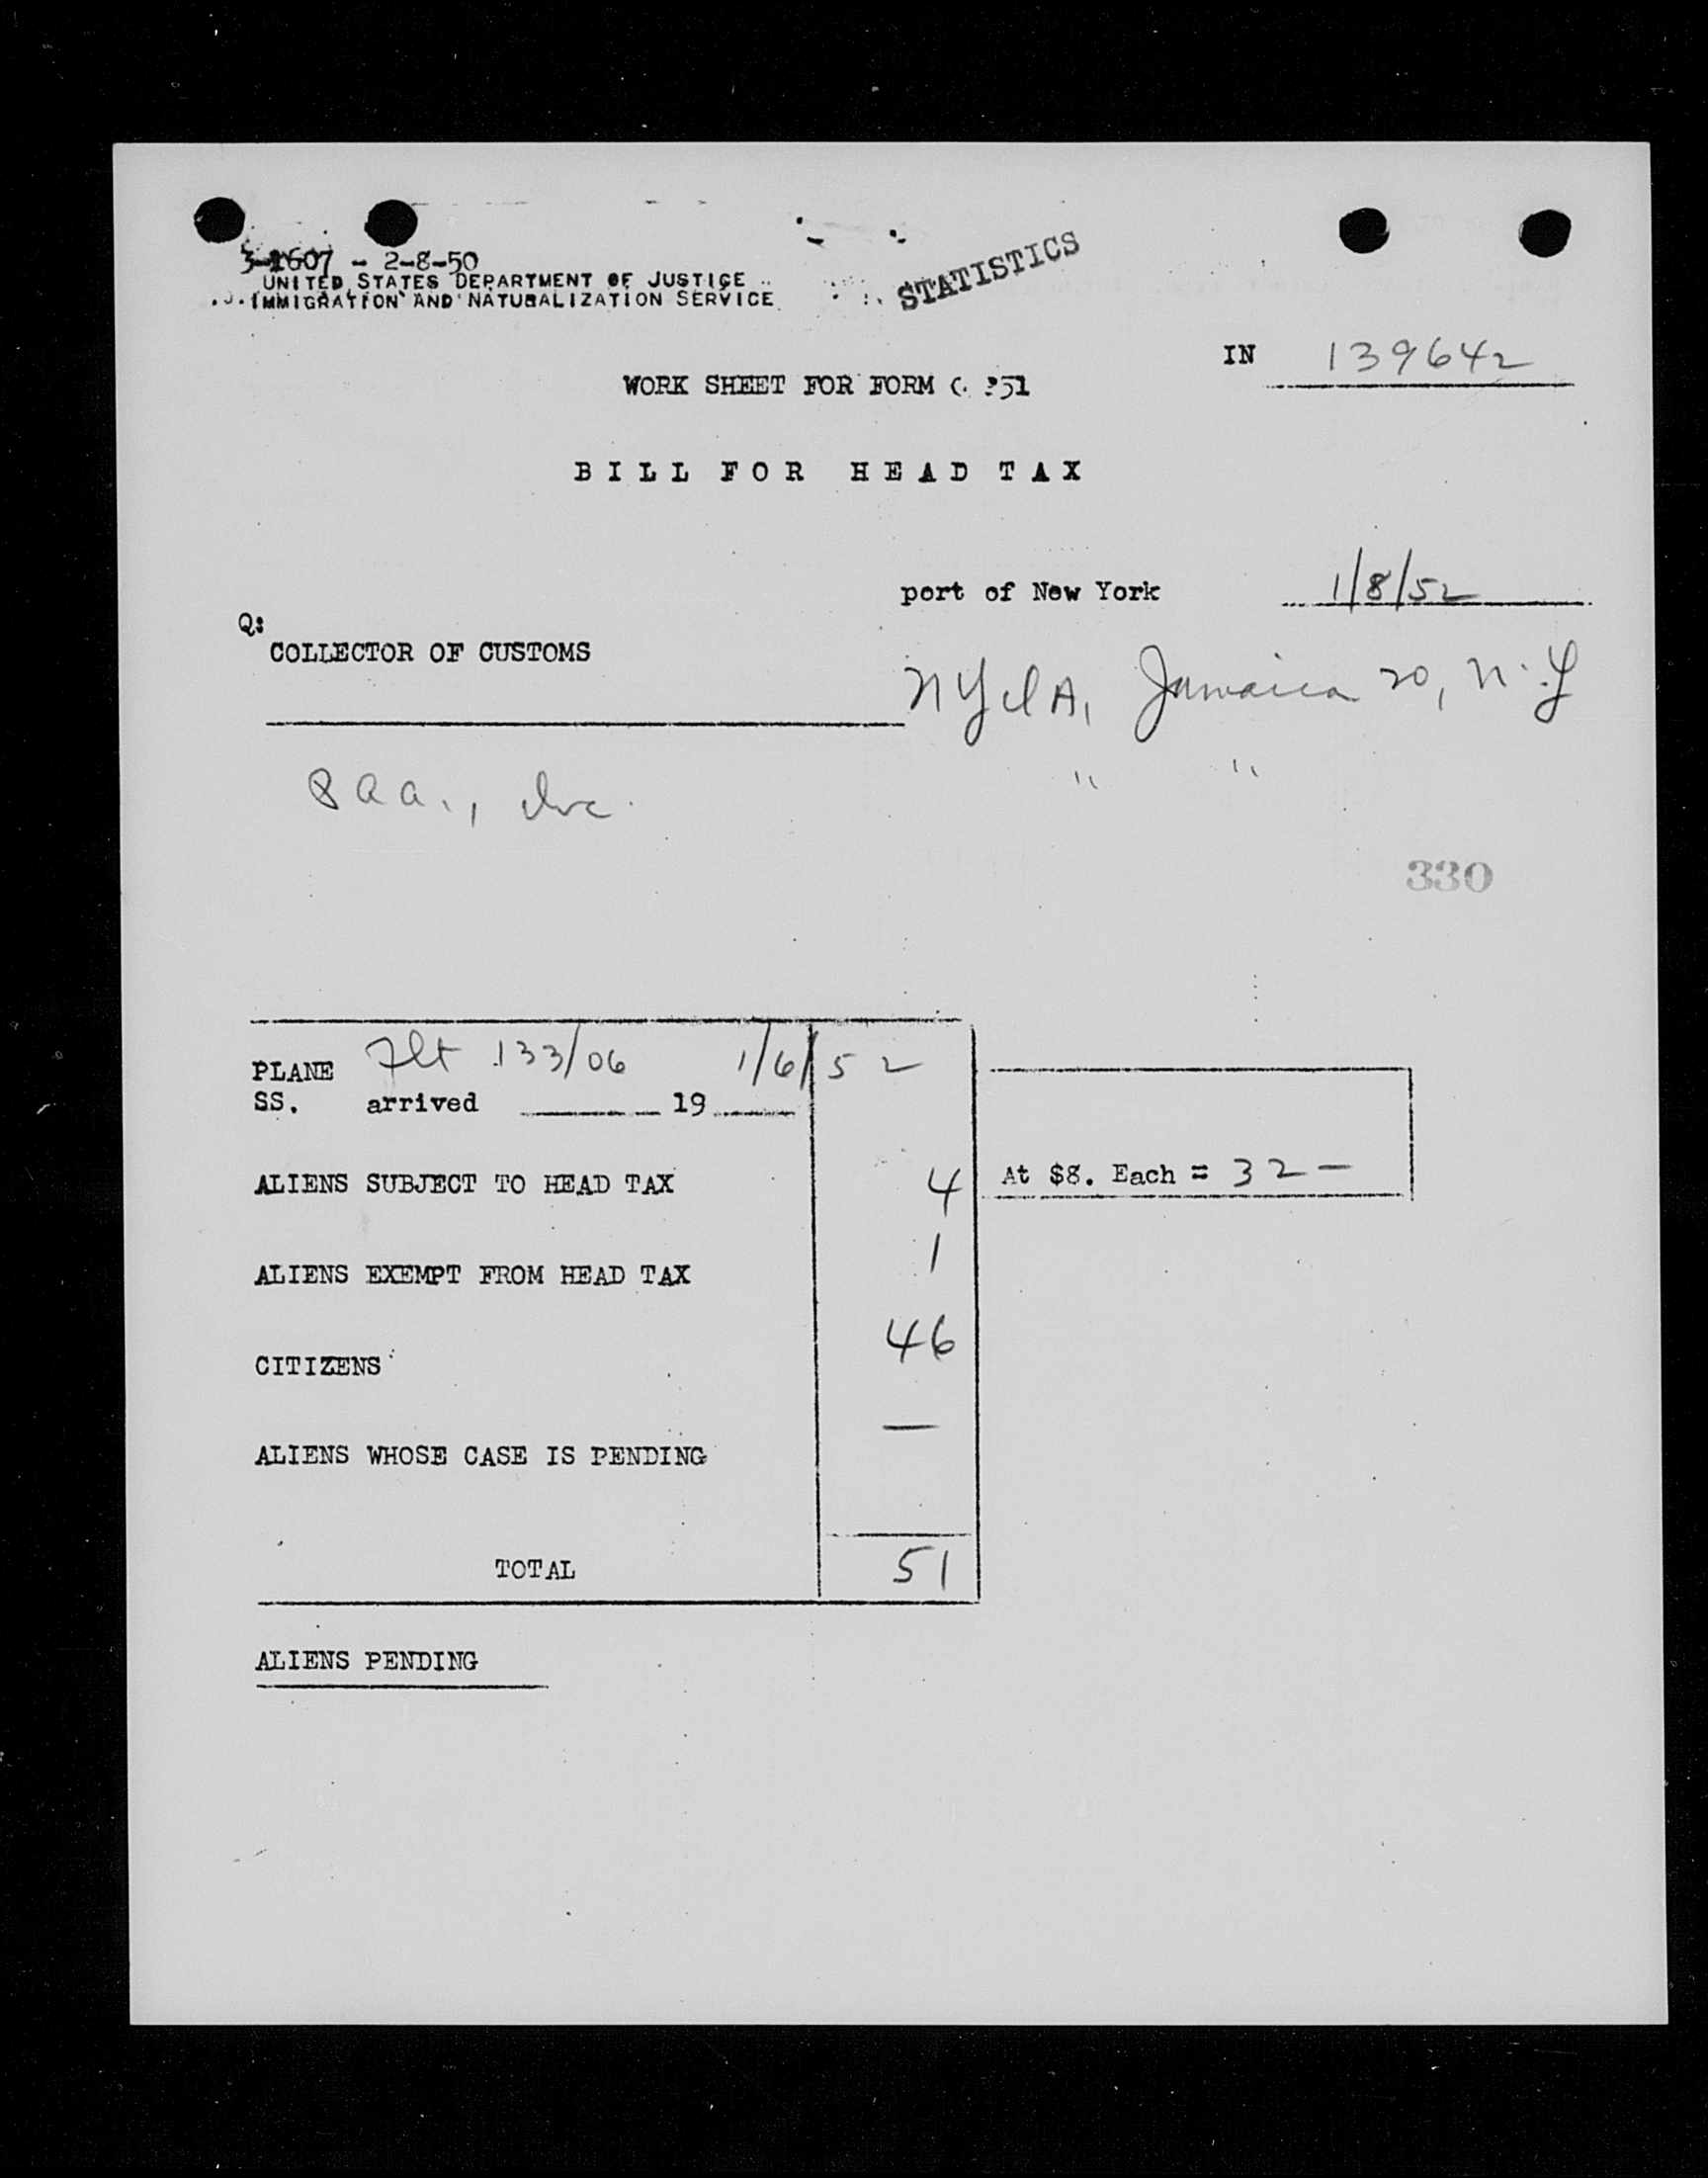 3-1607 - 2-8-50
UNITED STATES DEPARTMENT OF JUSTICE
IMMIGRATION AND NATURALIZATION SERVICE
STATISTICS
IN 139642
WORK SHEET FOR FORM 351
BILL FOR HEAD TAX
port of New York 1/8/52
Q:
COLLECTOR OF CUSTOMS
NYIA, Jamaica 20, N.Y
" "
Inc.
330
PLANE Flt 133/06 1/6/52
SS. arrived 19
ALIENS SUBJECT TO HEAD TAX 4 At $8. Each = 32 -
ALIENS EXEMPT FROM HEAD TAX 1
CITIZENS 46
ALIENS WHOSE CASE IS PENDING —
TOTAL 51
ALIENS PENDING